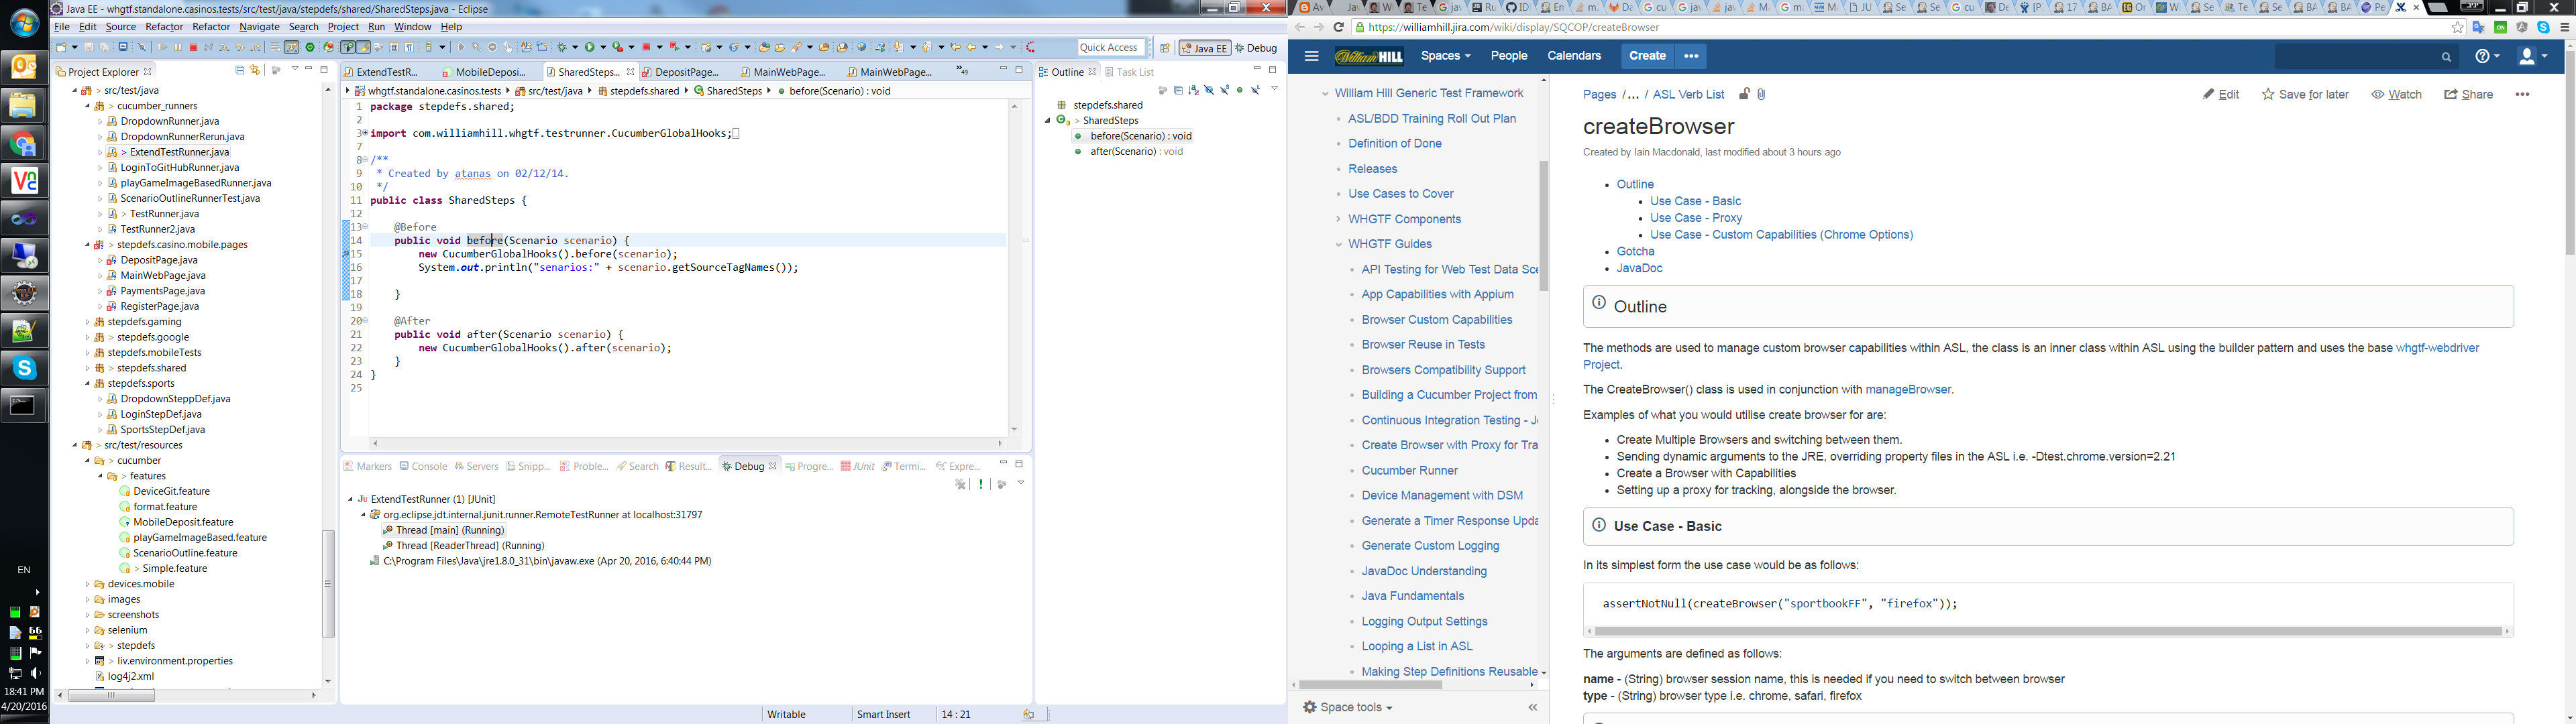 Java EE - whgtf.standalone.casinos.tests/src/test/java/stepdefs/shared/SharedSteps.java - Eclipse
File Edit Source Refactor Refactor Navigate Search Project Run Window Help
Quick Access
Java EE
Debug
Project Explorer
> src/test/java
> cucumber_runners
DropdownRunner.java
DropdownRunnerRerun.java
> ExtendTestRunner.java
LoginToGitHubRunner.java
playGameImageBasedRunner.java
ScenarioOutlineRunnerTest.java
> TestRunner.java
TestRunner2.java
> stepdefs.casino.mobile.pages
DepositPage.java
MainWebPage.java
PaymentsPage.java
RegisterPage.java
stepdefs.gaming
> stepdefs.google
stepdefs.mobileTests
> stepdefs.shared
stepdefs.sports
DropdownSteppDef.java
LoginStepDef.java
SportsStepDef.java
> src/test/resources
> cucumber
> features
DeviceGit.feature
format.feature
MobileDeposit.feature
playGameImageBased.feature
ScenarioOutline.feature
> Simple.feature
devices.mobile
images
screenshots
selenium
> stepdefs
> liv.environment.properties
log4j2.xml
EN
18:41 PM
4/20/2016
ExtendTestR...
MobileDeposi...
SharedSteps...
DepositPage...
MainWebPage...
MainWebPage...
»49
whgtf.standalone.casinos.tests
src/test/java
stepdefs.shared
SharedSteps
before(Scenario) : void
1 package stepdefs.shared;
2
3 import com.williamhill.whgtf.testrunner.CucumberGlobalHooks;
7
8 /**
9 * Created by atanas on 02/12/14.
10 */
11 public class SharedSteps {
12
13 @Before
14 public void before(Scenario scenario) {
15 new CucumberGlobalHooks().before(scenario);
16 System.out.println("senarios:" + scenario.getSourceTagNames());
17
18 }
19
20 @After
21 public void after(Scenario scenario) {
22 new CucumberGlobalHooks().after(scenario);
23 }
24 }
25
Markers Console Servers Snipp... Proble... Search Result... Debug Progre... JUnit Termi... Expre...
ExtendTestRunner (1) [JUnit]
org.eclipse.jdt.internal.junit.runner.RemoteTestRunner at localhost:31797
Thread [main] (Running)
Thread [ReaderThread] (Running)
C:\Program Files\Java\jre1.8.0_31\bin\javaw.exe (Apr 20, 2016, 6:40:44 PM)
Writable
Smart Insert
14 : 21
Outline
Task List
stepdefs.shared
> SharedSteps
before(Scenario) : void
after(Scenario) : void
https://williamhill.jira.com/wiki/display/SQCOP/createBrowser
William HILL
Spaces
People
Calendars
Create
William Hill Generic Test Framework
ASL/BDD Training Roll Out Plan
Definition of Done
Releases
Use Cases to Cover
WHGTF Components
WHGTF Guides
API Testing for Web Test Data Sce
App Capabilities with Appium
Browser Custom Capabilities
Browser Reuse in Tests
Browsers Compatibility Support
Building a Cucumber Project from
Continuous Integration Testing - Je
Create Browser with Proxy for Tra
Cucumber Runner
Device Management with DSM
Generate a Timer Response Upda
Generate Custom Logging
JavaDoc Understanding
Java Fundamentals
Logging Output Settings
Looping a List in ASL
Making Step Definitions Reusable
Space tools
Pages / ... / ASL Verb List
Edit
Save for later
Watch
Share
createBrowser
Created by Iain Macdonald, last modified about 3 hours ago
Outline
Use Case - Basic
Use Case - Proxy
Use Case - Custom Capabilities (Chrome Options)
Gotcha
JavaDoc
Outline
The methods are used to manage custom browser capabilities within ASL, the class is an inner class within ASL using the builder pattern and uses the base whgtf-webdriver
Project.
The CreateBrowser() class is used in conjunction with manageBrowser.
Examples of what you would utilise create browser for are:
Create Multiple Browsers and switching between them.
Sending dynamic arguments to the JRE, overriding property files in the ASL i.e. -Dtest.chrome.version=2.21
Create a Browser with Capabilities
Setting up a proxy for tracking, alongside the browser.
Use Case - Basic
In its simplest form the use case would be as follows:
assertNotNull(createBrowser("sportbookFF", "firefox"));
The arguments are defined as follows:
name - (String) browser session name, this is needed if you need to switch between browser
type - (String) browser type i.e. chrome, safari, firefox